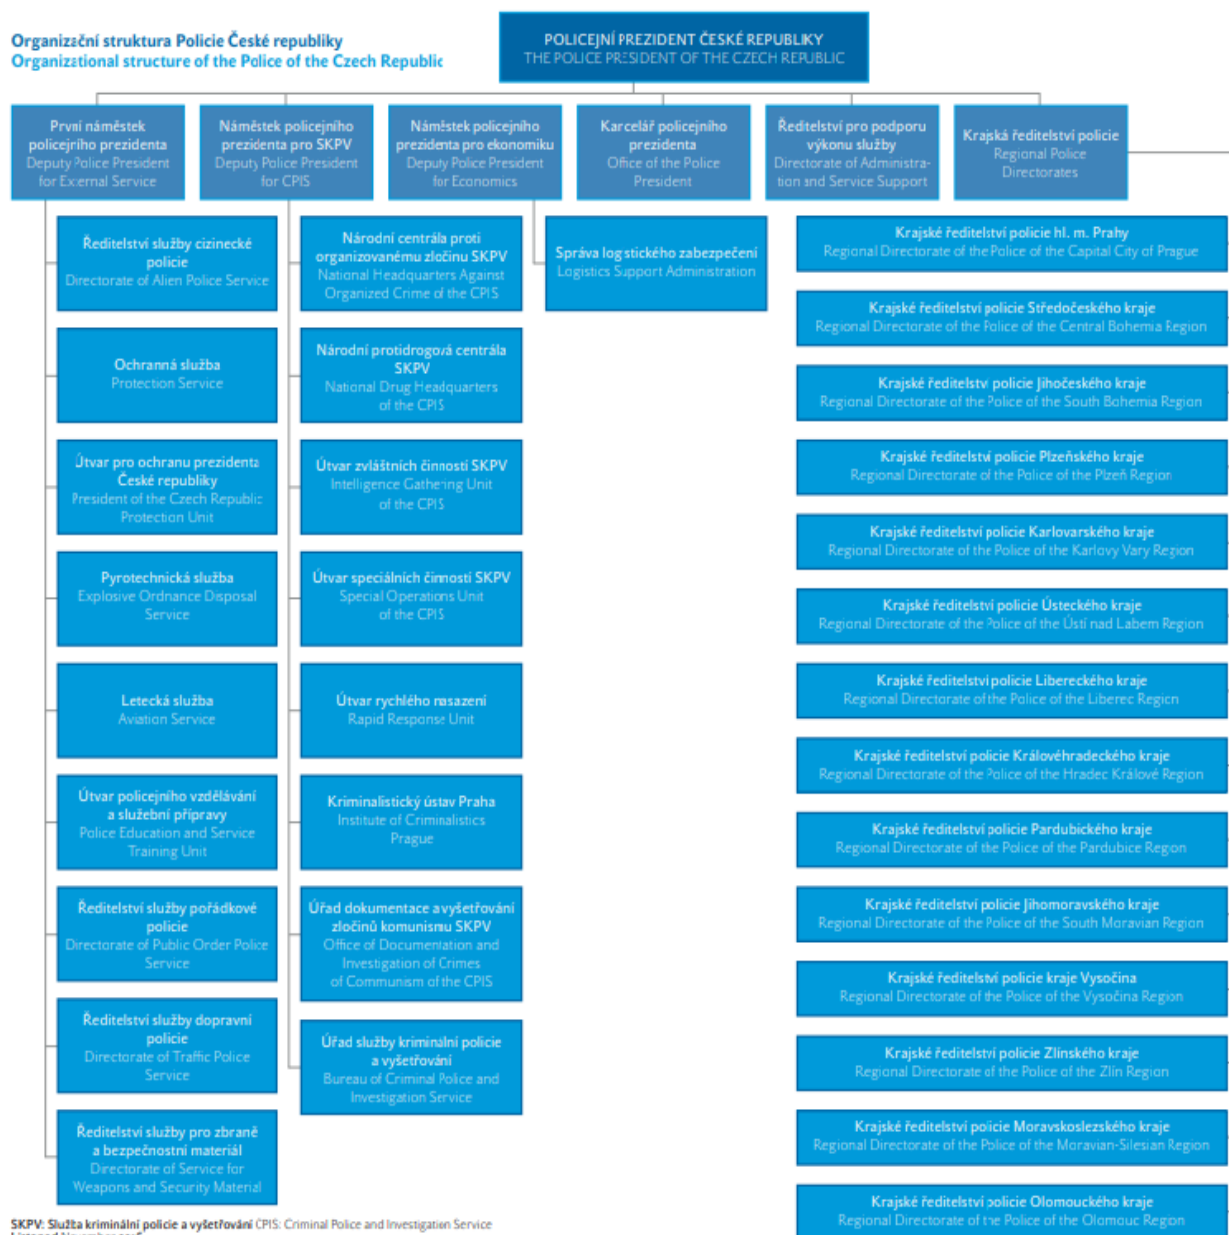 Organizační struktura Policie České republiky
Organizational structure of the Police of the Czech Republic
POLICEJNÍ PREZIDENT ČESKÉ REPUBLIKY
THE POLICE PRESIDENT OF THE CZECH REPUBLIC
První náměstek
policejního prezidenta
Deputy Police President
for External Service
Náměstek policejního
prezidenta pro SKPV
Deputy Police President
for CPIS
Náměstek policejního
prezidenta pro ekonomiku
Deputy Police President
for Economics
Kancelář policejního
prezidenta
Office of the Police
President
Ředitelství pro podporu
výkonu služby
Directorate of Administra-
tion and Service Support
Krajská ředitelství policie
Regional Police
Directorates
Ředitelství služby cizinecké
policie
Directorate of Alien Police Service
Ochranná služba
Protection Service
Útvar pro ochranu prezidenta
České republiky
President of the Czech Republic
Protection Unit
Pyrotechnická služba
Explosive Ordnance Disposal
Service
Letecká služba
Aviation Service
Útvar policejního vzdělávání
a služební přípravy
Police Education and Service
Training Unit
Ředitelství služby pořádkové
policie
Directorate of Public Order Police
Service
Ředitelství služby dopravní
policie
Directorate of Traffic Police
Service
Ředitelství služby pro zbraně
a bezpečnostní materiál
Directorate of Service for
Weapons and Security Material
Národní centrála proti
organizovanému zločinu SKPV
National Headquarters Against
Organized Crime of the CPIS
Národní protidrogová centrála
SKPV
National Drug Headquarters
of the CPIS
Útvar zvláštních činností SKPV
Intelligence Gathering Unit
of the CPIS
Útvar speciálních činností SKPV
Special Operations Unit
of the CPIS
Útvar rychlého nasazení
Rapid Response Unit
Kriminalistický ústav Praha
Institute of Criminalistics
Prague
Úřad dokumentace a vyšetřování
zločinů komunismu SKPV
Office of Documentation and
Investigation of Crimes
of Communism of the CPIS
Úřad služby kriminální policie
a vyšetřování
Bureau of Criminal Police and
Investigation Service
Správa logistického zabezpečení
Logistics Support Administration
Krajské ředitelství policie hl. m. Prahy
Regional Directorate of the Police of the Capital City of Prague
Krajské ředitelství policie Středočeského kraje
Regional Directorate of the Police of the Central Bohemia Region
Krajské ředitelství policie Jihočeského kraje
Regional Directorate of the Police of the South Bohemia Region
Krajské ředitelství policie Plzeňského kraje
Regional Directorate of the Police of the Plzeň Region
Krajské ředitelství policie Karlovarského kraje
Regional Directorate of the Police of the Karlovy Vary Region
Krajské ředitelství policie Ústeckého kraje
Regional Directorate of the Police of the Ústí nad Labem Region
Krajské ředitelství policie Libereckého kraje
Regional Directorate of the Police of the Liberec Region
Krajské ředitelství policie Královéhradeckého kraje
Regional Directorate of the Police of the Hradec Králové Region
Krajské ředitelství policie Pardubického kraje
Regional Directorate of the Police of the Pardubice Region
Krajské ředitelství policie Jihomoravského kraje
Regional Directorate of the Police of the South Moravian Region
Krajské ředitelství policie kraje Vysočina
Regional Directorate of the Police of the Vysočina Region
Krajské ředitelství policie Zlínského kraje
Regional Directorate of the Police of the Zlín Region
Krajské ředitelství policie Moravskoslezského kraje
Regional Directorate of the Police of the Moravian-Silesian Region
Krajské ředitelství policie Olomouckého kraje
Regional Directorate of the Police of the Olomouc Region
SKPV: Služba kriminální policie a vyšetřování CPIS: Criminal Police and Investigation Service